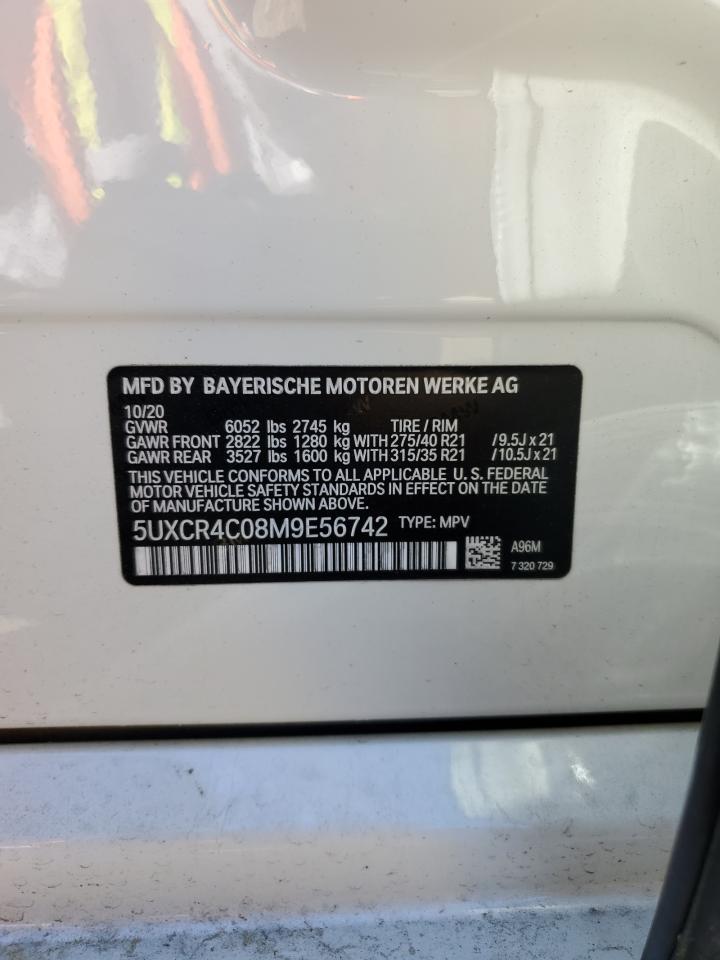 MFD BY BAYERISCHE MOTOREN WERKE AG
10/20
GVWR 6052 lbs 2745 kg TIRE / RIM
GAWR FRONT 2822 lbs 1280 kg WITH 275/40 R21 / 9.5J x 21
GAWR REAR 3527 lbs 1600 kg WITH 315/35 R21 / 10.5J x 21
THIS VEHICLE CONFORMS TO ALL APPLICABLE U. S. FEDERAL
MOTOR VEHICLE SAFETY STANDARDS IN EFFECT ON THE DATE
OF MANUFACTURE SHOWN ABOVE.
5UXCR4C08M9E56742 TYPE: MPV
A96M
7 320 729